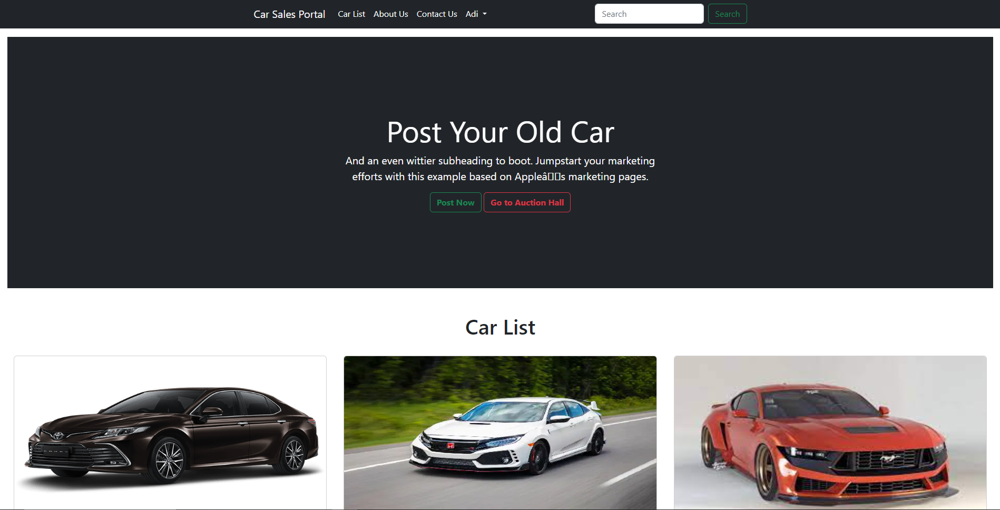 Car Sales Portal
Car List
About Us
Contact Us
Adi
Search
Search
Post Your Old Car
And an even wittier subheading to boot. Jumpstart your marketing
efforts with this example based on Appleâ▯▯s marketing pages.
Post Now
Go to Auction Hall
Car List
CAMRY